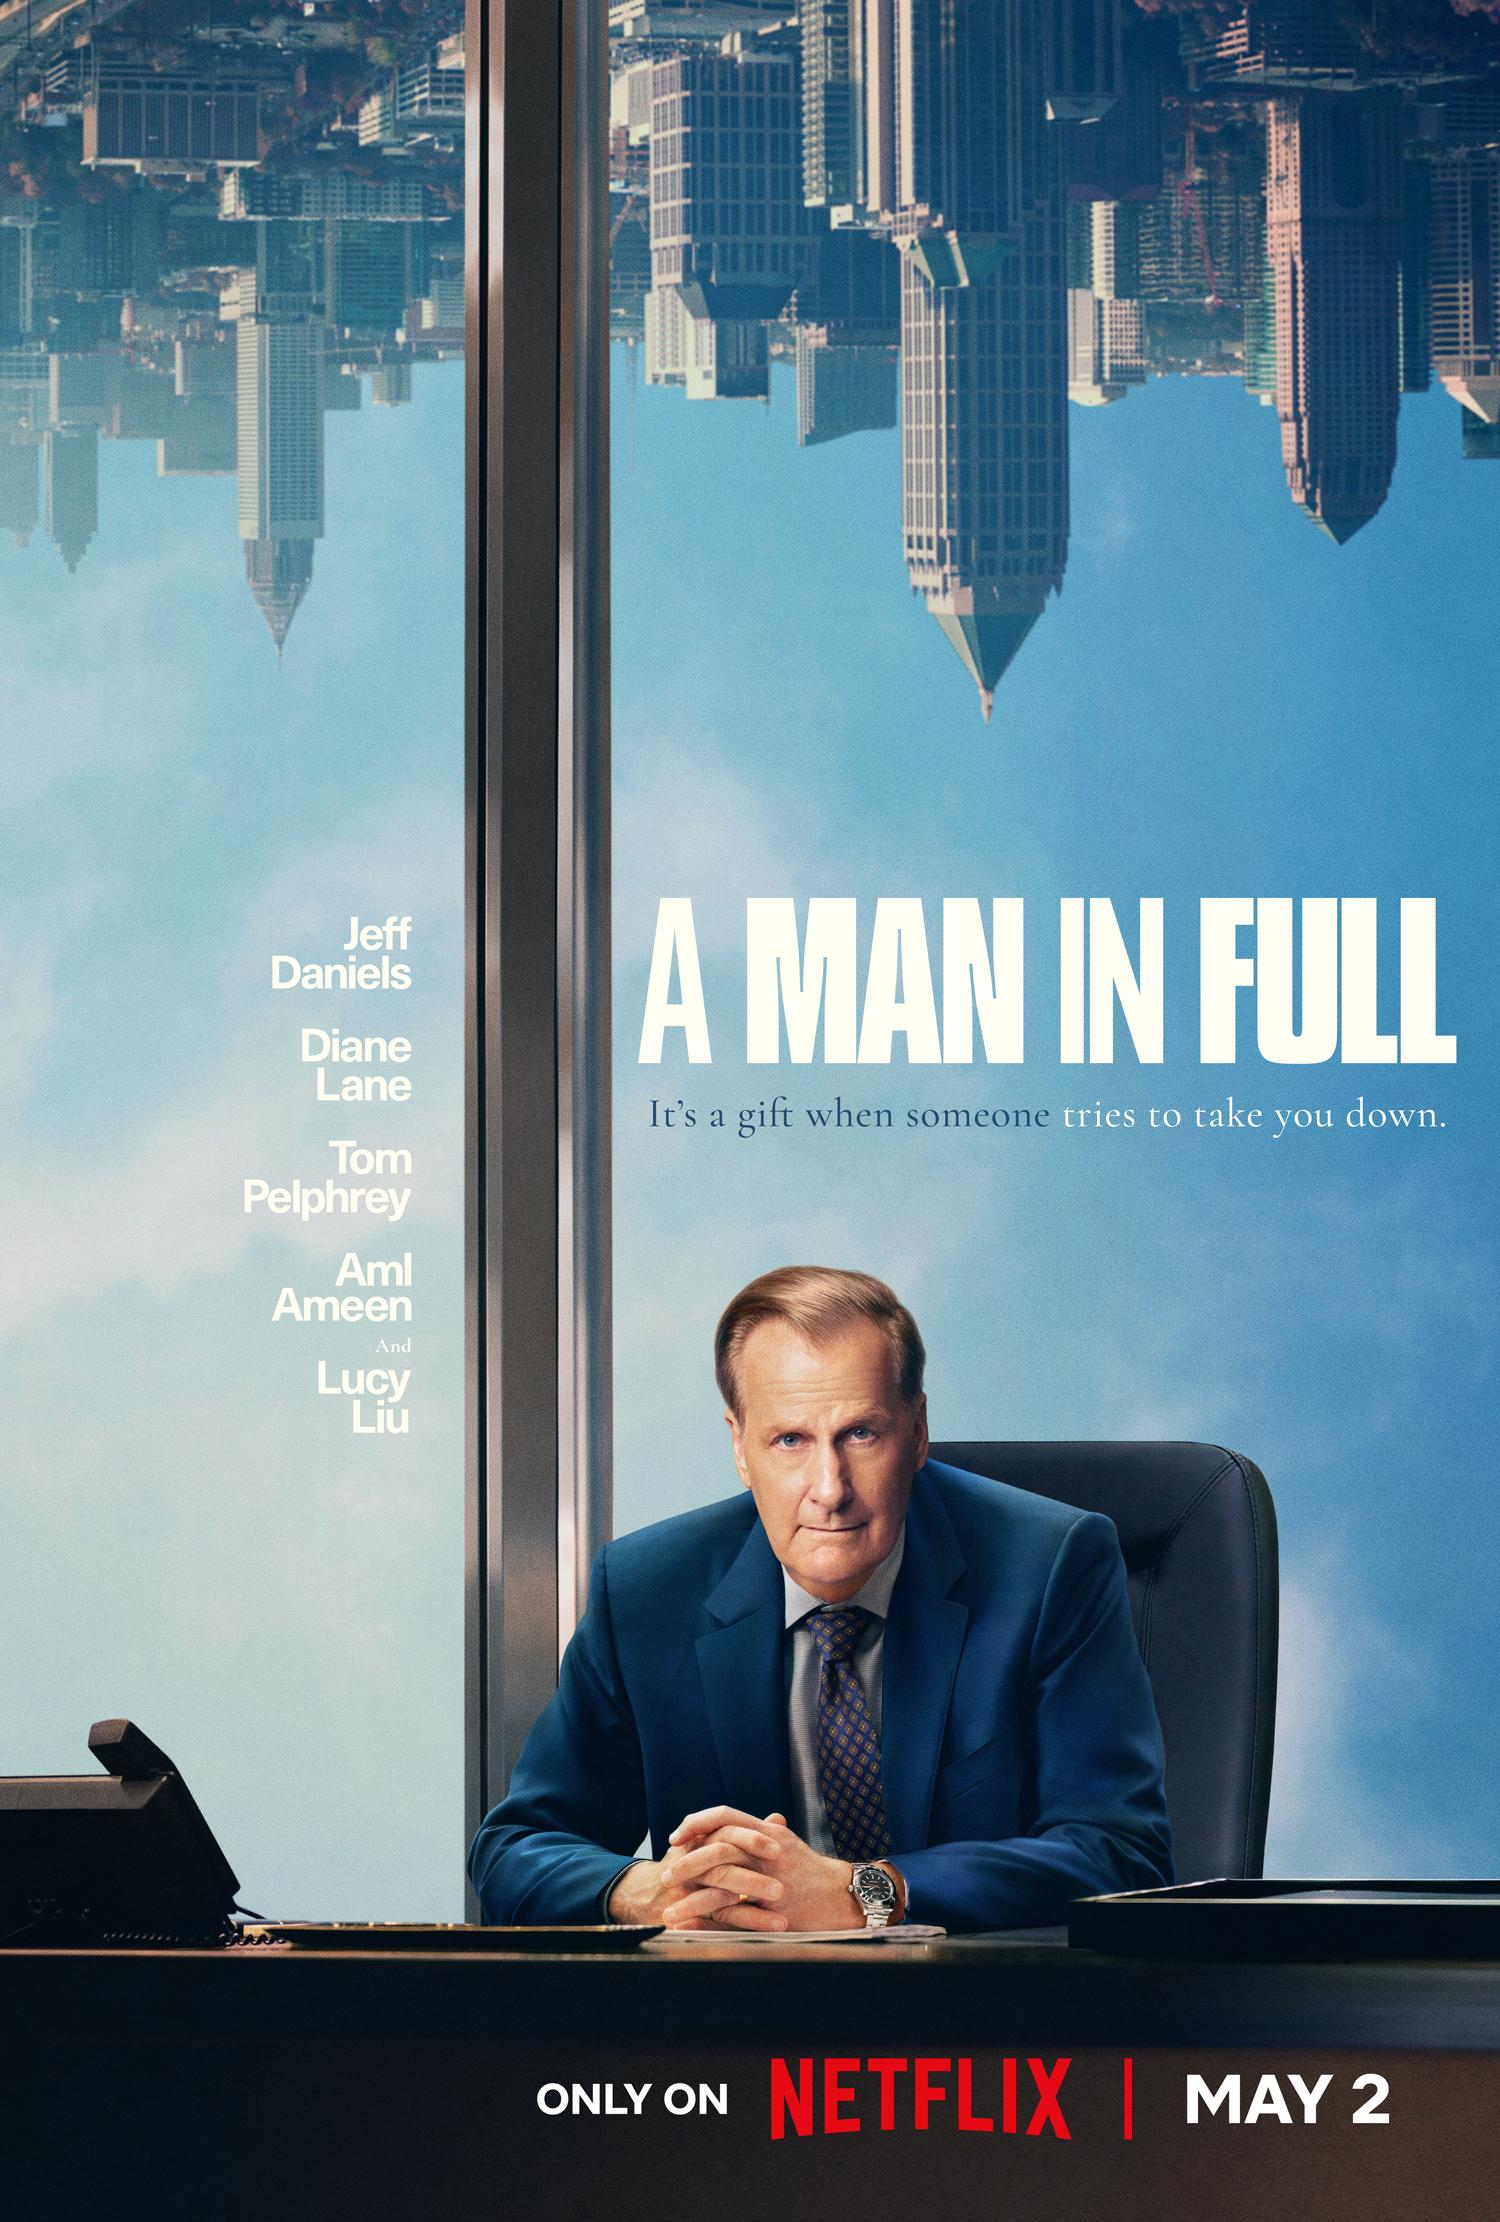 Jeff
Daniels
Diane
Lane
Tom
Pelphrey
Aml
Ameen
And
Lucy
Liu
A MAN IN FULL
It's a gift when someone tries to take you down.
ONLY ON NETFLIX | MAY 2